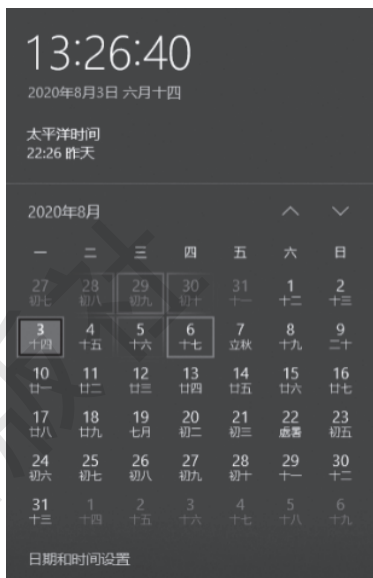 13:26:40
2020年8月3日 六月十四
太平洋时间
22:26 昨天
2020年8月
一 二 三 四 五 六 日
27 28 29 30 31 1 2
初七 初八 初九 初十 十一 十二 十三
3 4 5 6 7 8 9
十四 十五 十六 十七 立秋 十九 二十
10 11 12 13 14 15 16
廿一 廿二 廿三 廿四 廿五 廿六 廿七
17 18 19 20 21 22 23
廿八 廿九 七月 初二 初三 處暑 初五
24 25 26 27 28 29 30
初六 初七 初八 初九 初十 十一 十二
31 1 2 3 4 5 6
十三 十四 十五 十六 十七 十八 十九
日期和时间设置